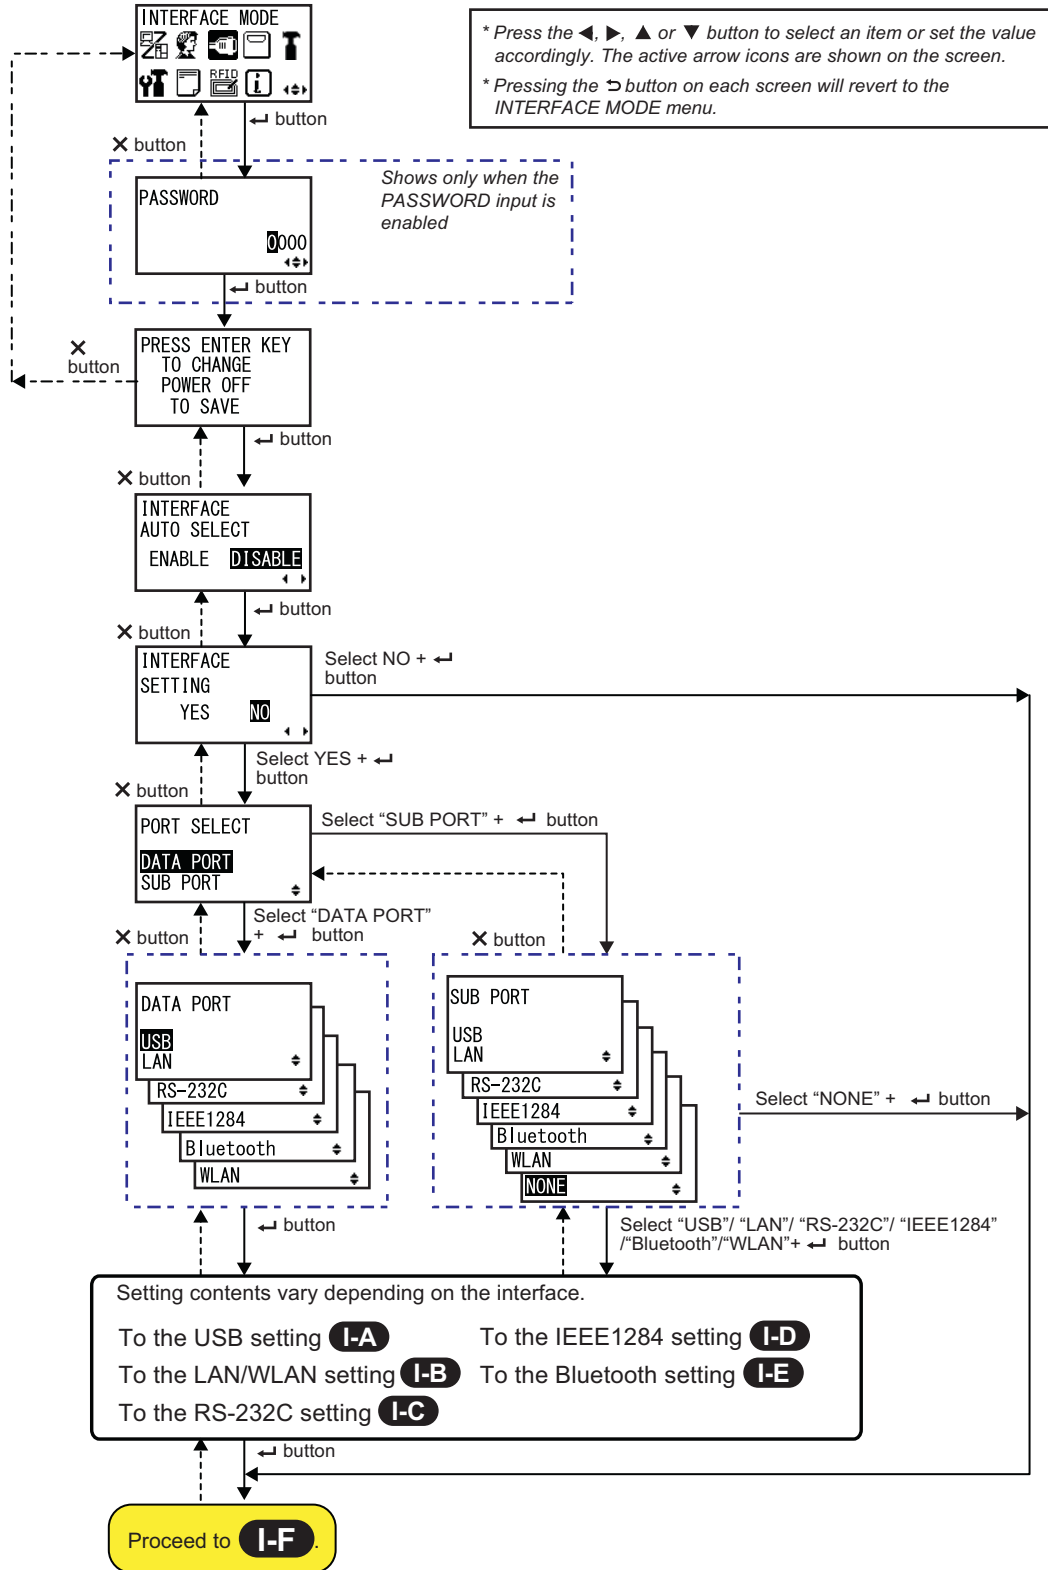 INTERFACE MODE
RFID
* Press the ◀, ▶, ▲ or ▼ button to select an item or set the value
accordingly. The active arrow icons are shown on the screen.
* Pressing the ⮌ button on each screen will revert to the
INTERFACE MODE menu.
↵ button
✕ button
PASSWORD
0000
Shows only when the
PASSWORD input is
enabled
↵ button
PRESS ENTER KEY
TO CHANGE
POWER OFF
TO SAVE
✕
button
↵ button
✕ button
INTERFACE
AUTO SELECT
ENABLE DISABLE
↵ button
✕ button
INTERFACE
SETTING
YES NO
Select NO + ↵
button
Select YES + ↵
button
✕ button
PORT SELECT
DATA PORT
SUB PORT
Select “SUB PORT” + ↵ button
Select “DATA PORT”
+ ↵ button
✕ button
✕ button
DATA PORT
USB
LAN
RS-232C
IEEE1284
Bluetooth
WLAN
SUB PORT
USB
LAN
RS-232C
IEEE1284
Bluetooth
WLAN
NONE
Select “NONE” + ↵ button
↵ button
Select “USB”/ “LAN”/ “RS-232C”/ “IEEE1284”
/“Bluetooth”/“WLAN”+ ↵ button
Setting contents vary depending on the interface.
To the USB setting I-A
To the IEEE1284 setting I-D
To the LAN/WLAN setting I-B
To the Bluetooth setting I-E
To the RS-232C setting I-C
↵ button
Proceed to I-F.